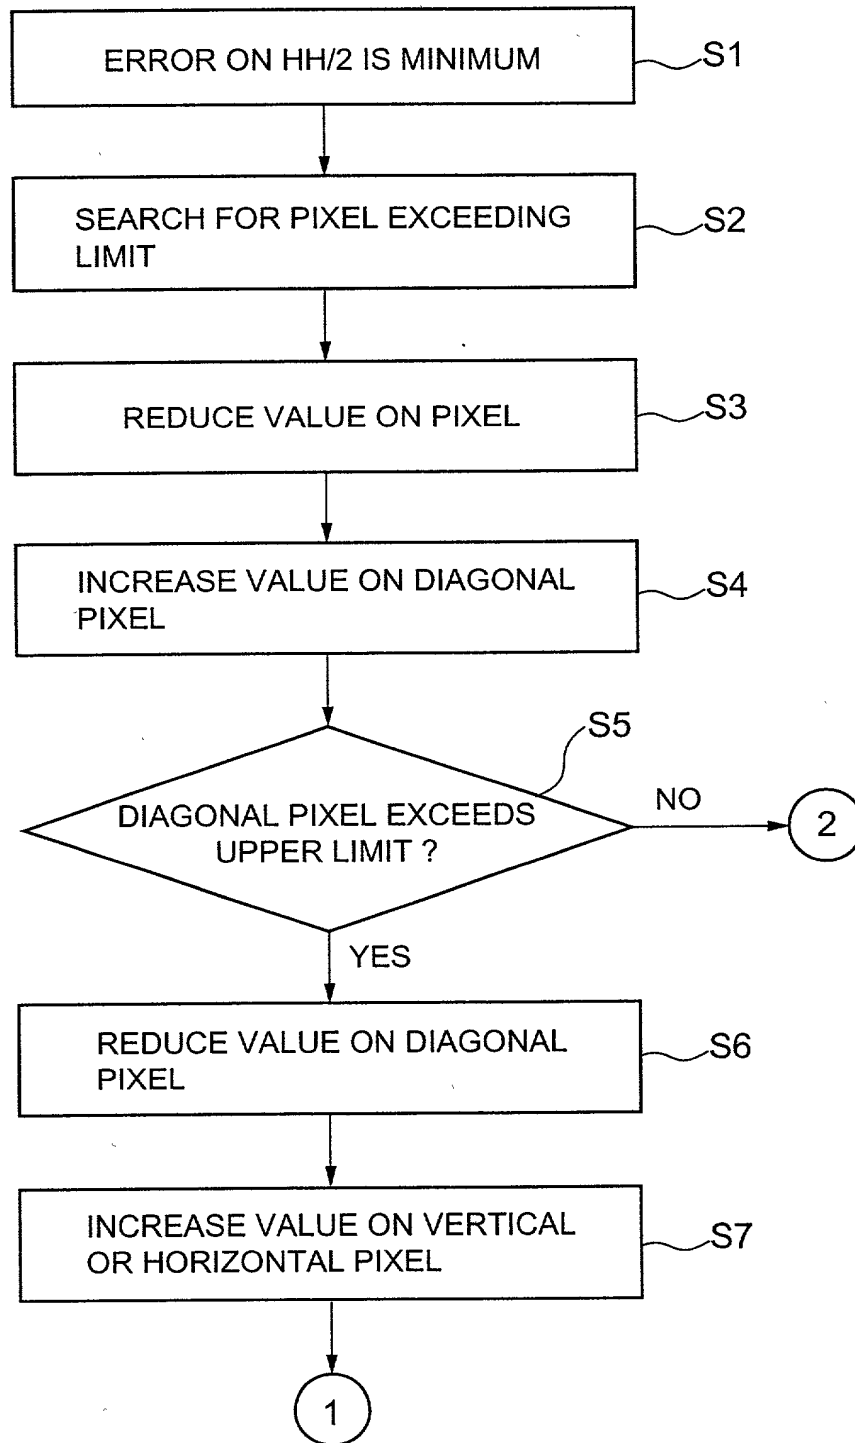 ERROR ON HH/2 IS MINIMUM
S1
SEARCH FOR PIXEL EXCEEDING
LIMIT
S2
REDUCE VALUE ON PIXEL
S3
INCREASE VALUE ON DIAGONAL
PIXEL
S4
S5
DIAGONAL PIXEL EXCEEDS
UPPER LIMIT ?
NO
2
YES
REDUCE VALUE ON DIAGONAL
PIXEL
S6
INCREASE VALUE ON VERTICAL
OR HORIZONTAL PIXEL
S7
1